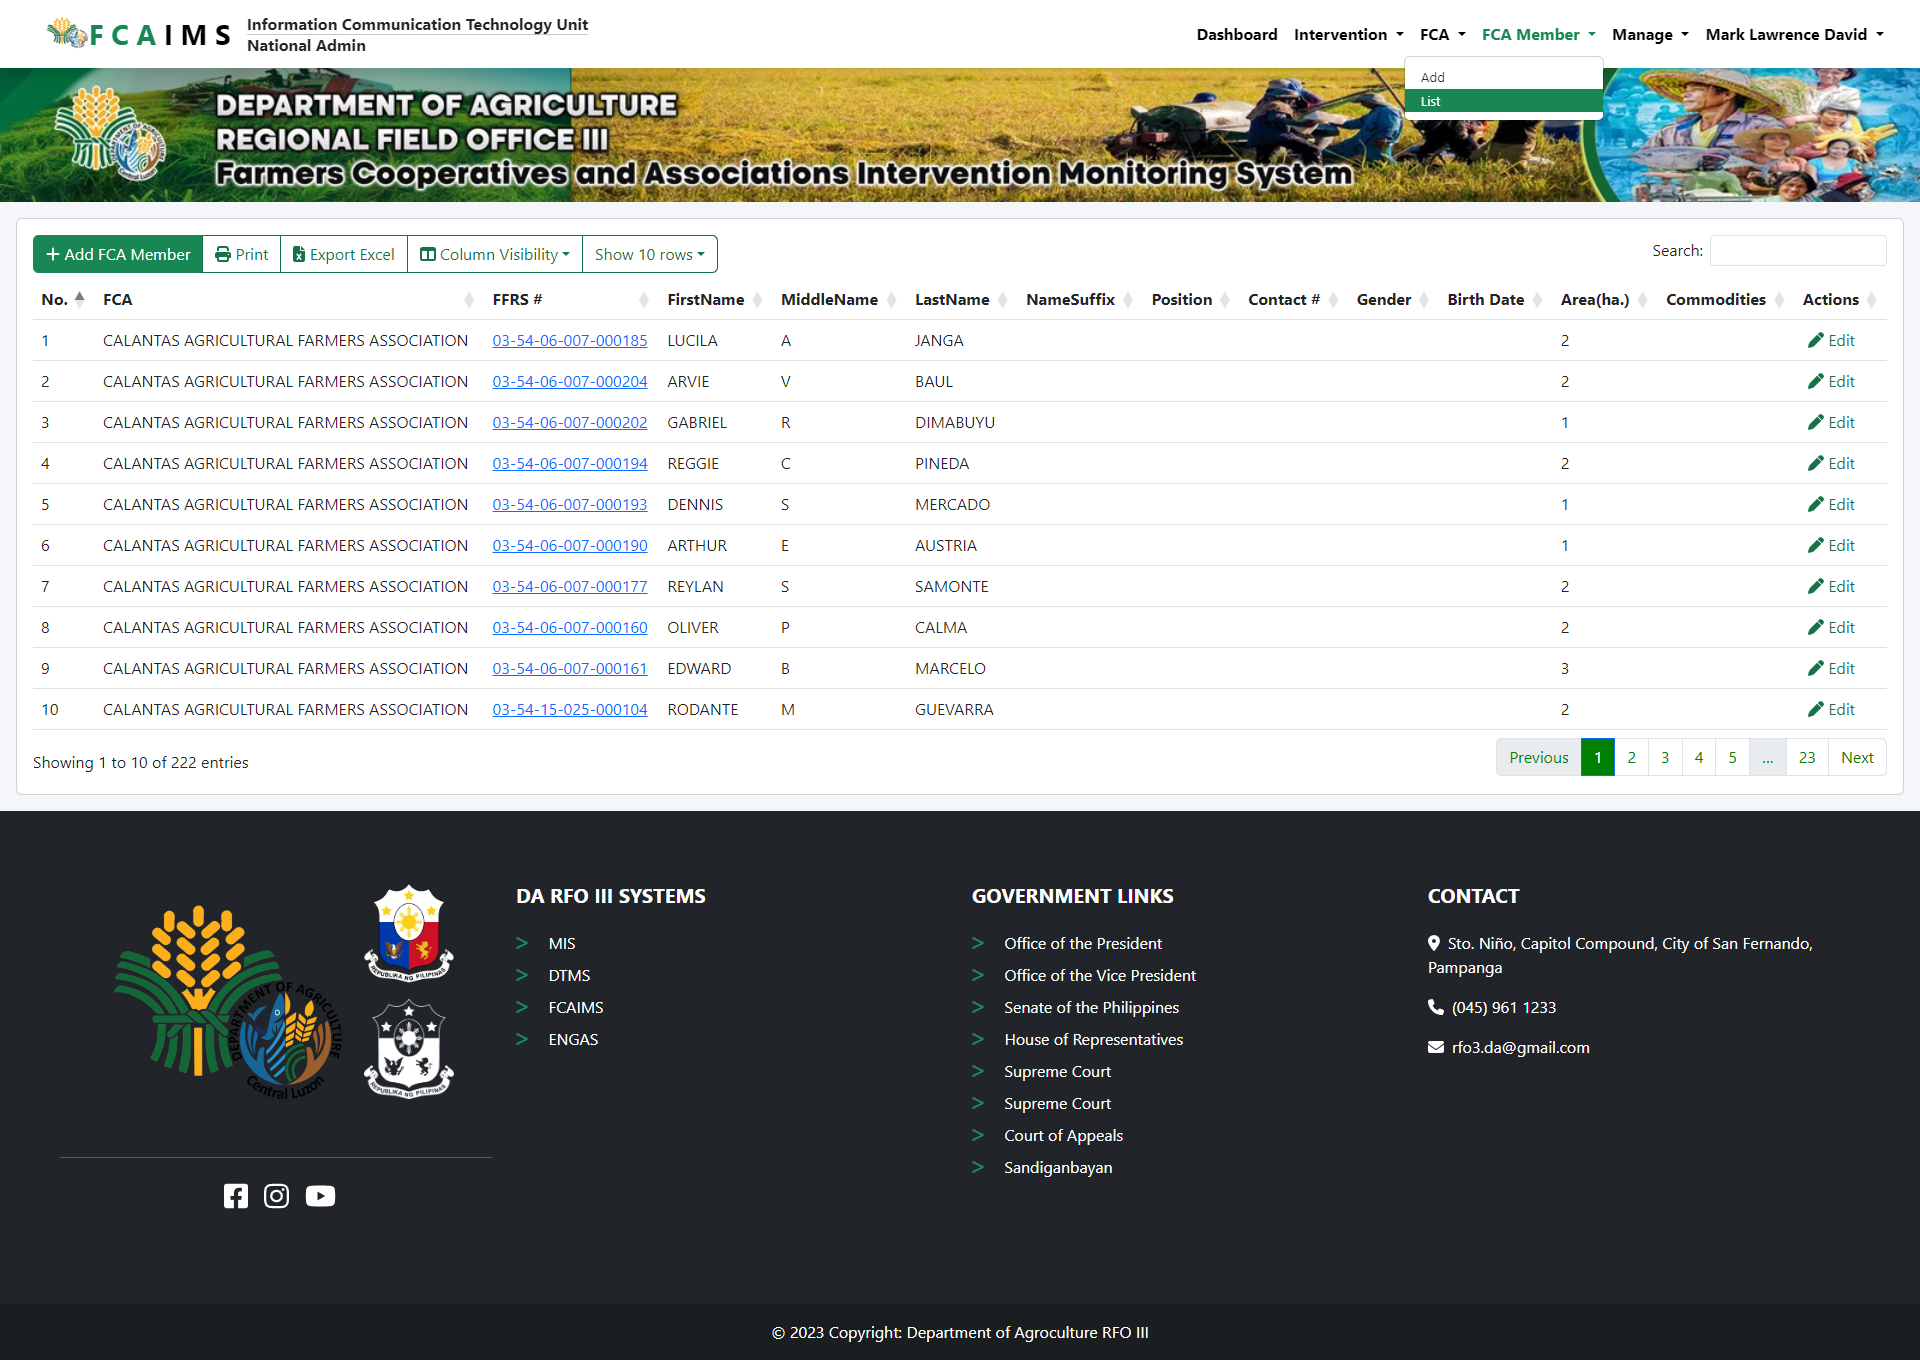 FCAIMS
Information Communication Technology Unit
National Admin
Dashboard
Intervention
FCA
FCA Member
Manage
Mark Lawrence David
Add
List
DEPARTMENT OF AGRICULTURE
REGIONAL FIELD OFFICE III
Farmers Cooperatives and Associations Intervention Monitoring System
Add FCA Member
Print
Export Excel
Column Visibility
Show 10 rows
Search:
No. FCA FFRS # FirstName MiddleName LastName NameSuffix Position Contact # Gender Birth Date Area(ha.) Commodities Actions
1 CALANTAS AGRICULTURAL FARMERS ASSOCIATION 03-54-06-007-000185 LUCILA A JANGA 2 Edit
2 CALANTAS AGRICULTURAL FARMERS ASSOCIATION 03-54-06-007-000204 ARVIE V BAUL 2 Edit
3 CALANTAS AGRICULTURAL FARMERS ASSOCIATION 03-54-06-007-000202 GABRIEL R DIMABUYU 1 Edit
4 CALANTAS AGRICULTURAL FARMERS ASSOCIATION 03-54-06-007-000194 REGGIE C PINEDA 2 Edit
5 CALANTAS AGRICULTURAL FARMERS ASSOCIATION 03-54-06-007-000193 DENNIS S MERCADO 1 Edit
6 CALANTAS AGRICULTURAL FARMERS ASSOCIATION 03-54-06-007-000190 ARTHUR E AUSTRIA 1 Edit
7 CALANTAS AGRICULTURAL FARMERS ASSOCIATION 03-54-06-007-000177 REYLAN S SAMONTE 2 Edit
8 CALANTAS AGRICULTURAL FARMERS ASSOCIATION 03-54-06-007-000160 OLIVER P CALMA 2 Edit
9 CALANTAS AGRICULTURAL FARMERS ASSOCIATION 03-54-06-007-000161 EDWARD B MARCELO 3 Edit
10 CALANTAS AGRICULTURAL FARMERS ASSOCIATION 03-54-15-025-000104 RODANTE M GUEVARRA 2 Edit
Showing 1 to 10 of 222 entries
Previous 1 2 3 4 5 ... 23 Next
DEPARTMENT OF AGRICULTURE
Central Luzon
REPUBLIKA NG PILIPINAS
REPUBLIKA NG PILIPINAS
DA RFO III SYSTEMS
> MIS
> DTMS
> FCAIMS
> ENGAS
GOVERNMENT LINKS
> Office of the President
> Office of the Vice President
> Senate of the Philippines
> House of Representatives
> Supreme Court
> Supreme Court
> Court of Appeals
> Sandiganbayan
CONTACT
Sto. Niño, Capitol Compound, City of San Fernando,
Pampanga
(045) 961 1233
rfo3.da@gmail.com
© 2023 Copyright: Department of Agroculture RFO III